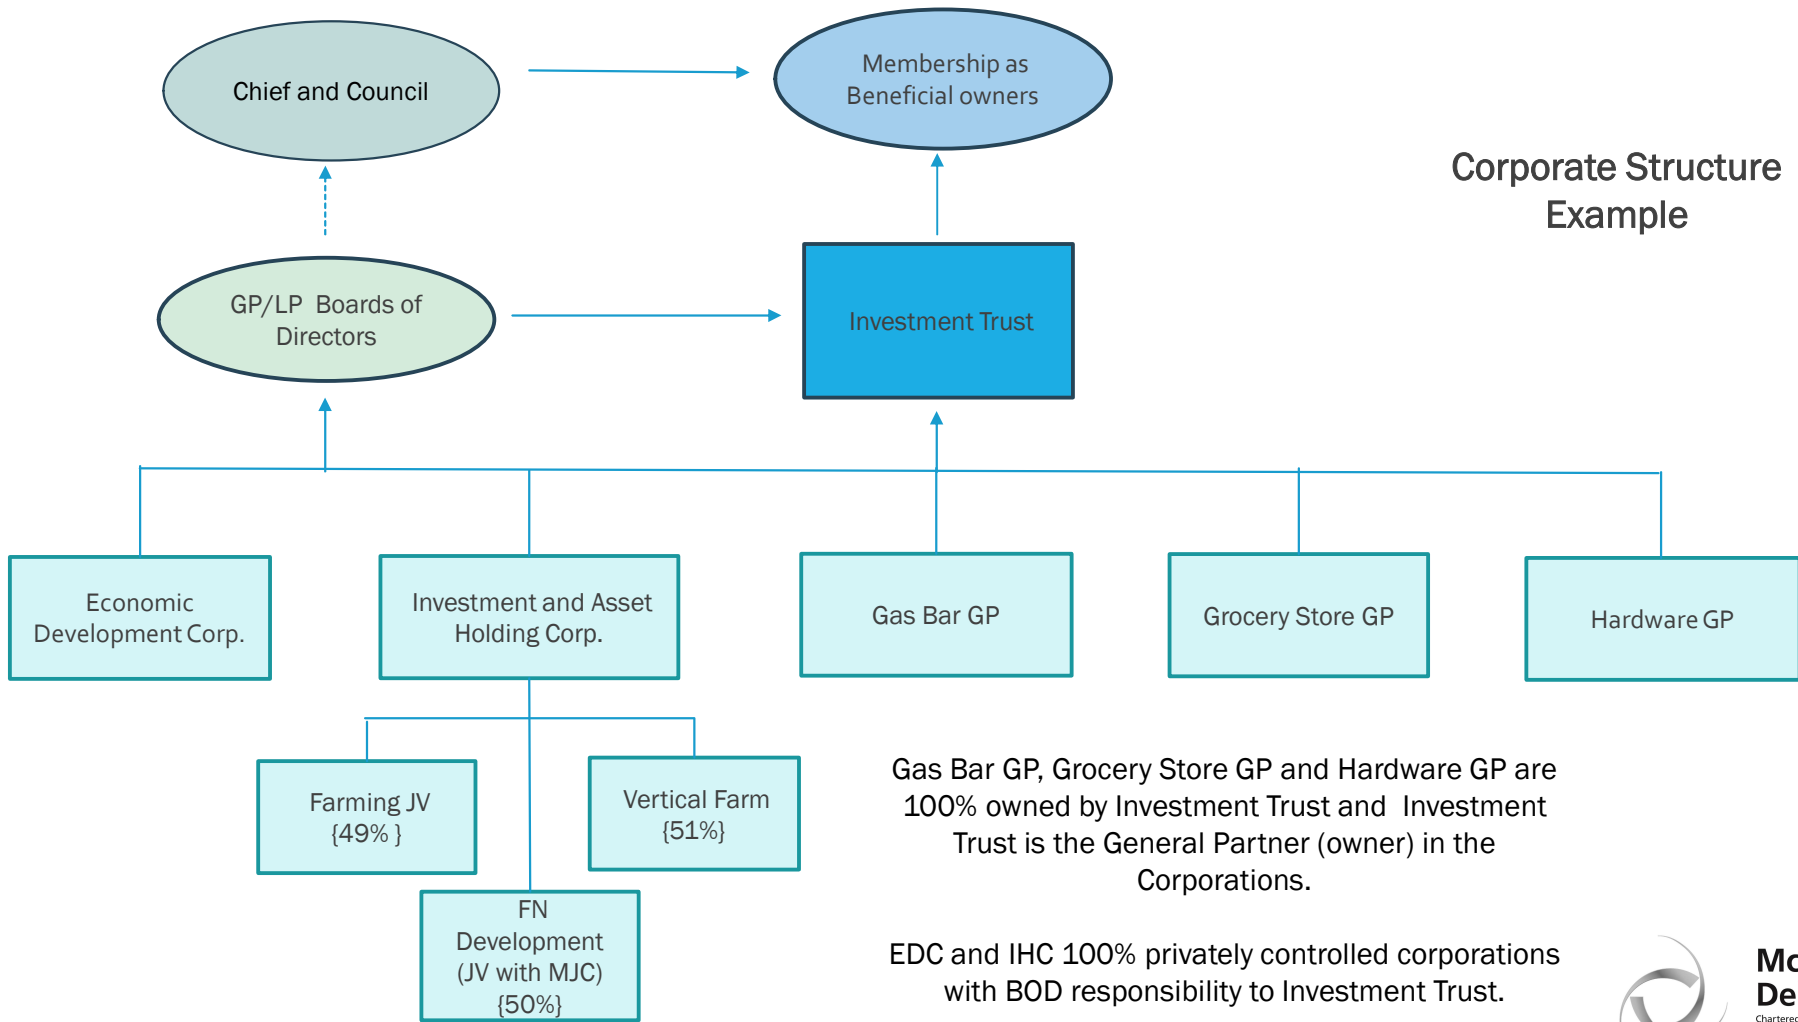 Chief and Council
Membership as
Beneficial owners
Corporate Structure
Example
GP/LP Boards of
Directors
Investment Trust
Economic
Development Corp.
Investment and Asset
Holding Corp.
Gas Bar GP
Grocery Store GP
Hardware GP
Farming JV
{49% }
Vertical Farm
{51%}
FN
Development
(JV with MJC)
{50%}
Gas Bar GP, Grocery Store GP and Hardware GP are
100% owned by Investment Trust and Investment
Trust is the General Partner (owner) in the
Corporations.
EDC and IHC 100% privately controlled corporations
with BOD responsibility to Investment Trust.
Chartered